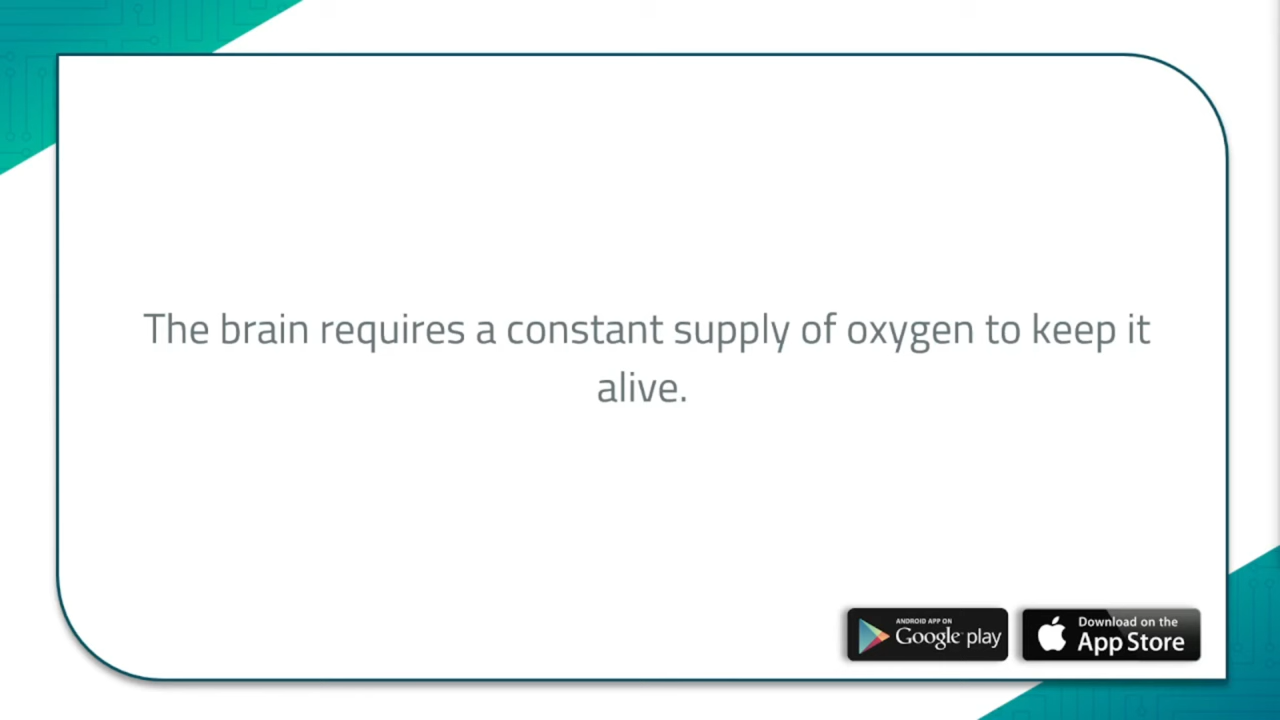 The brain requires a constant supply of oxygen to keep it
alive.
ANDROID APP ON
Google play
Download on the
App Store